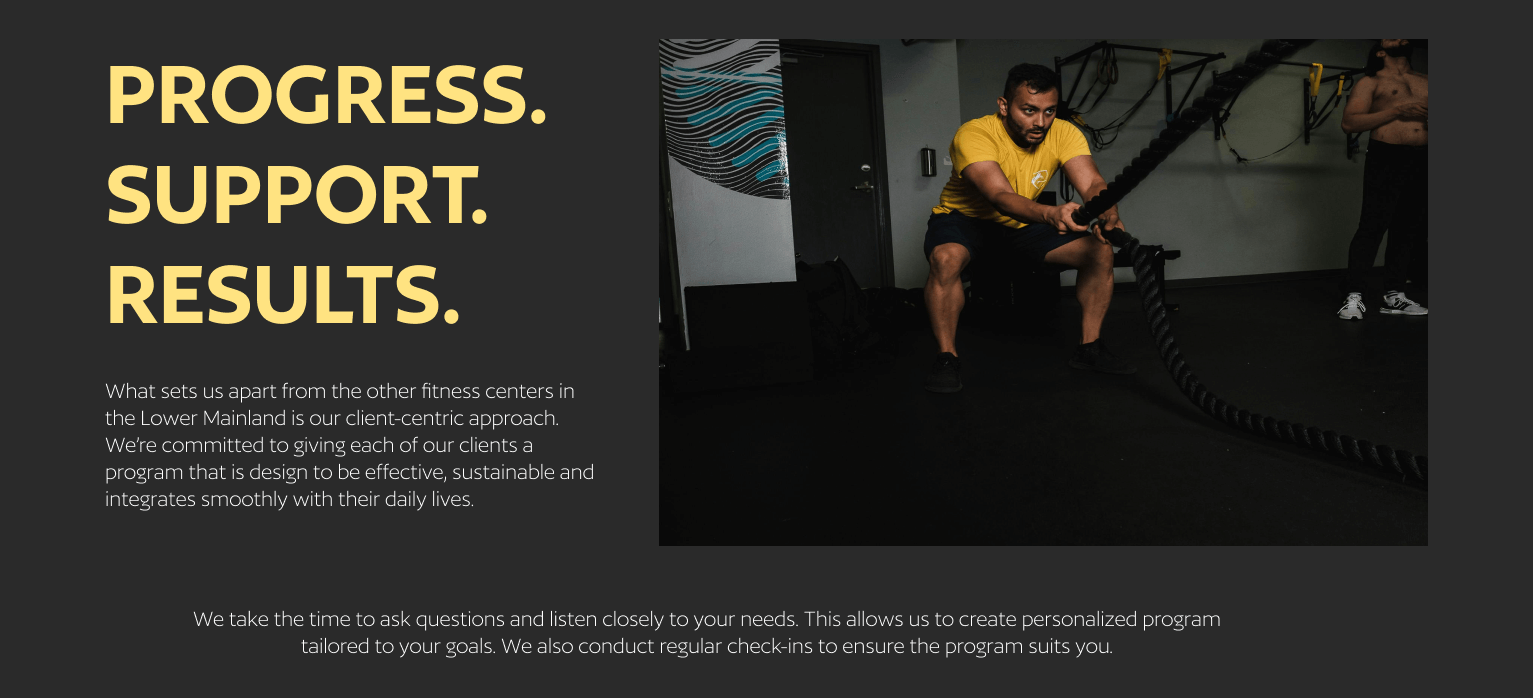 PROGRESS.
SUPPORT.
RESULTS.
What sets us apart from the other fitness centers in
the Lower Mainland is our client-centric approach.
We’re committed to giving each of our clients a
program that is design to be effective, sustainable and
integrates smoothly with their daily lives.
We take the time to ask questions and listen closely to your needs. This allows us to create personalized program
tailored to your goals. We also conduct regular check-ins to ensure the program suits you.